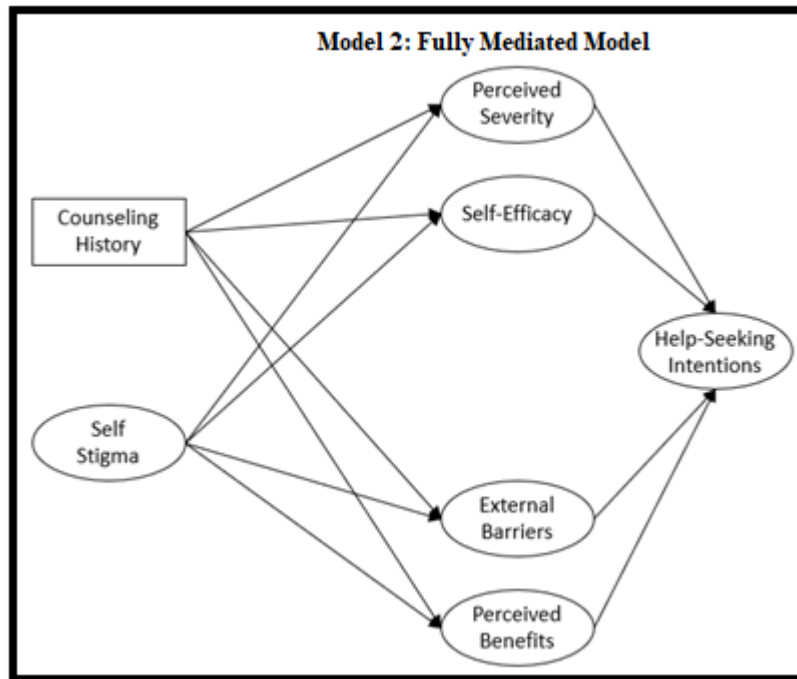 Model 2: Fully Mediated Model
Perceived
Severity
Counseling
History
Self-Efficacy
Help-Seeking
Intentions
Self
Stigma
External
Barriers
Perceived
Benefits